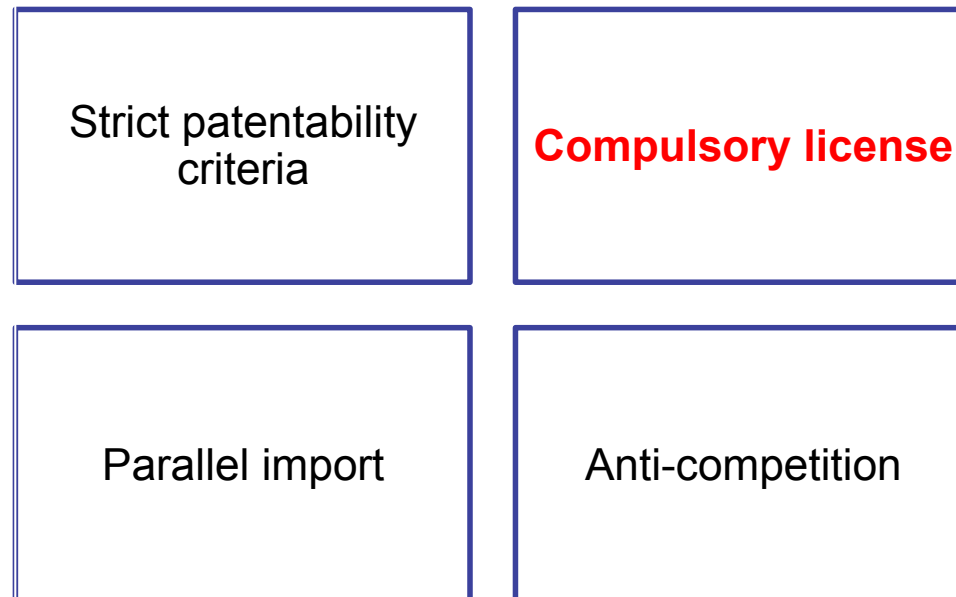 Strict patentability
criteria
Compulsory license
Parallel import
Anti-competition